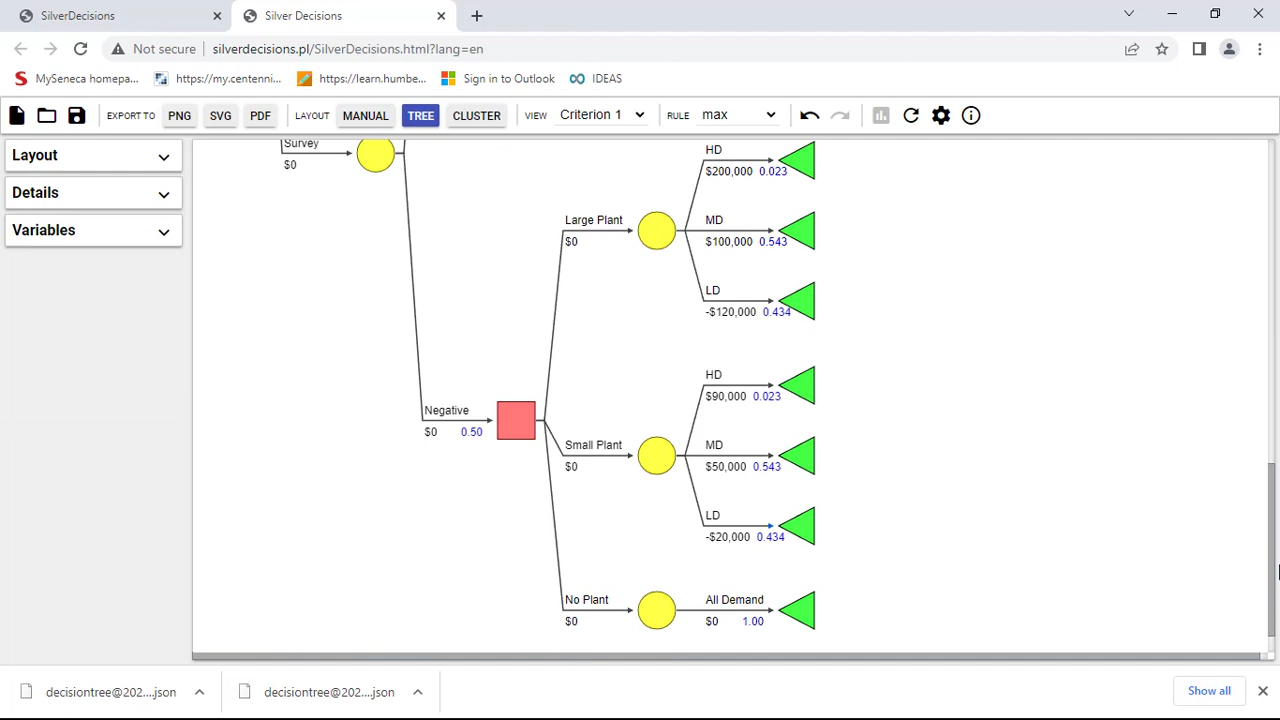 SilverDecisions
Silver Decisions
Not secure silverdecisions.pl/SilverDecisions.html?lang=en
MySeneca homepa... https://my.centenni... https://learn.humbe... Sign in to Outlook IDEAS
EXPORT TO PNG SVG PDF LAYOUT MANUAL TREE CLUSTER VIEW Criterion 1 RULE max
Layout
Details
Variables
Survey
$0
HD
$200,000 0.023
Large Plant
$0
MD
$100,000 0.543
LD
-$120,000 0.434
HD
$90,000 0.023
Negative
$0 0.50
Small Plant
$0
MD
$50,000 0.543
LD
-$20,000 0.434
No Plant
$0
All Demand
$0 1.00
decisiontree@202....json
decisiontree@202....json
Show all